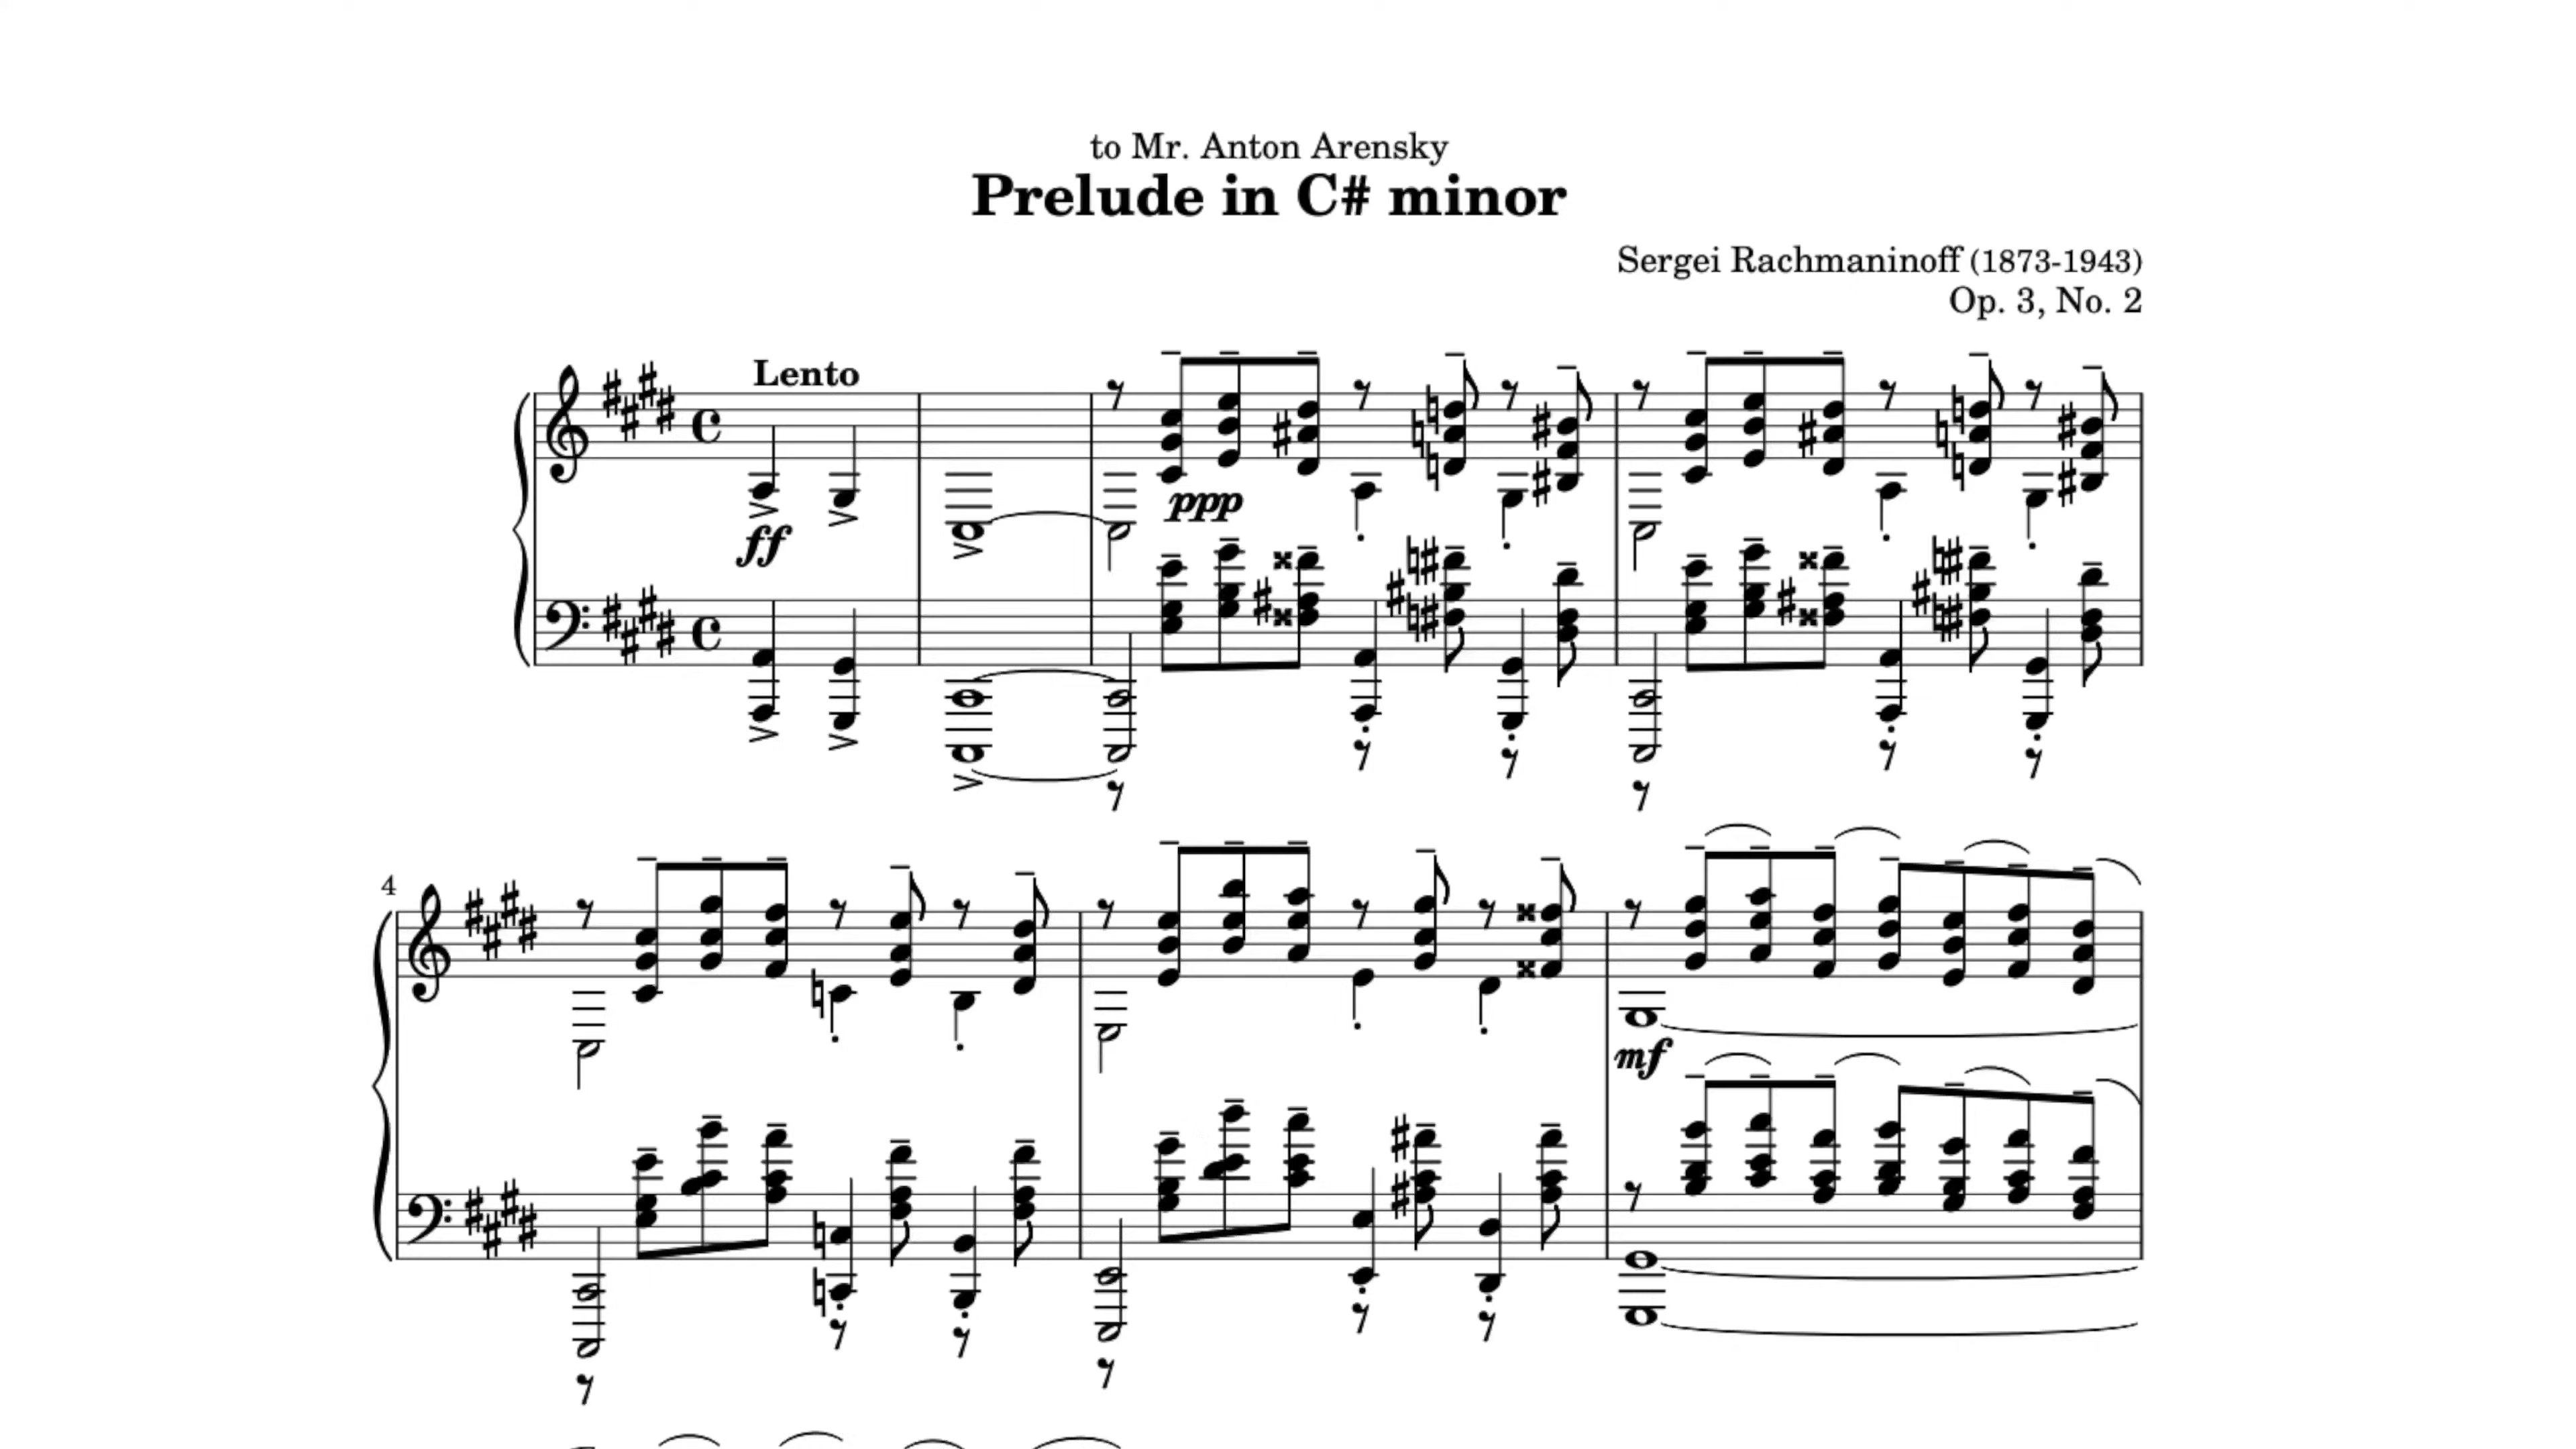 to Mr. Anton Arensky
Prelude in C# minor
Sergei Rachmaninoff (1873-1943)
Op. 3, No. 2
Lento
ppp
ff
4
mf